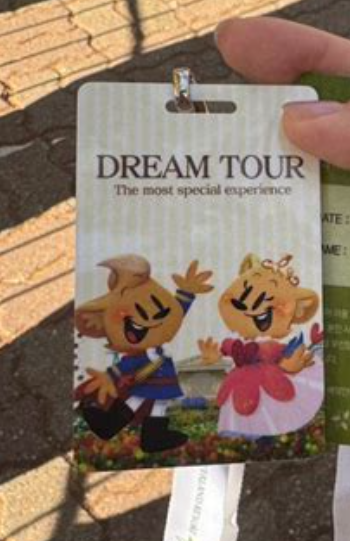 DREAM TOUR
The most special experience
ATE :
AME :